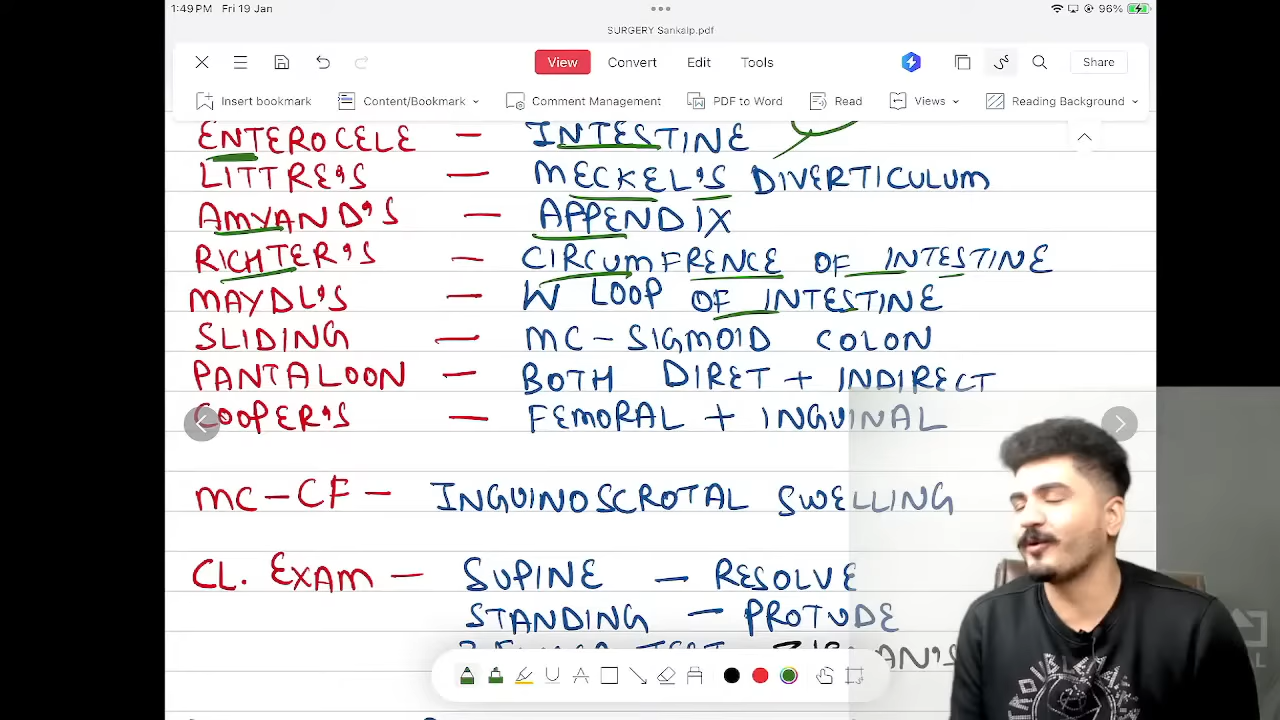 1:49 PM Fri 19 Jan
96%
SURGERY Sankalp.pdf
View Convert Edit Tools Share
Insert bookmark Content/Bookmark Comment Management PDF to Word Read Views Reading Background
ENTEROCELE — INTESTINE
LITTRE'S — MECKEL'S DIVERTICULUM
AMYAND'S — APPENDIX
RICHTER'S — CIRCUMFRENCE OF INTESTINE
MAYDL'S — W LOOP OF INTESTINE
SLIDING — MC - SIGMOID COLON
PANTALOON — BOTH DIRET + INDIRECT
COOPER'S — FEMORAL + INGUINAL
MC - CF - INGUINOSCROTAL SWELLING
CL. EXAM — SUPINE — RESOLVE
STANDING — PROTUDE